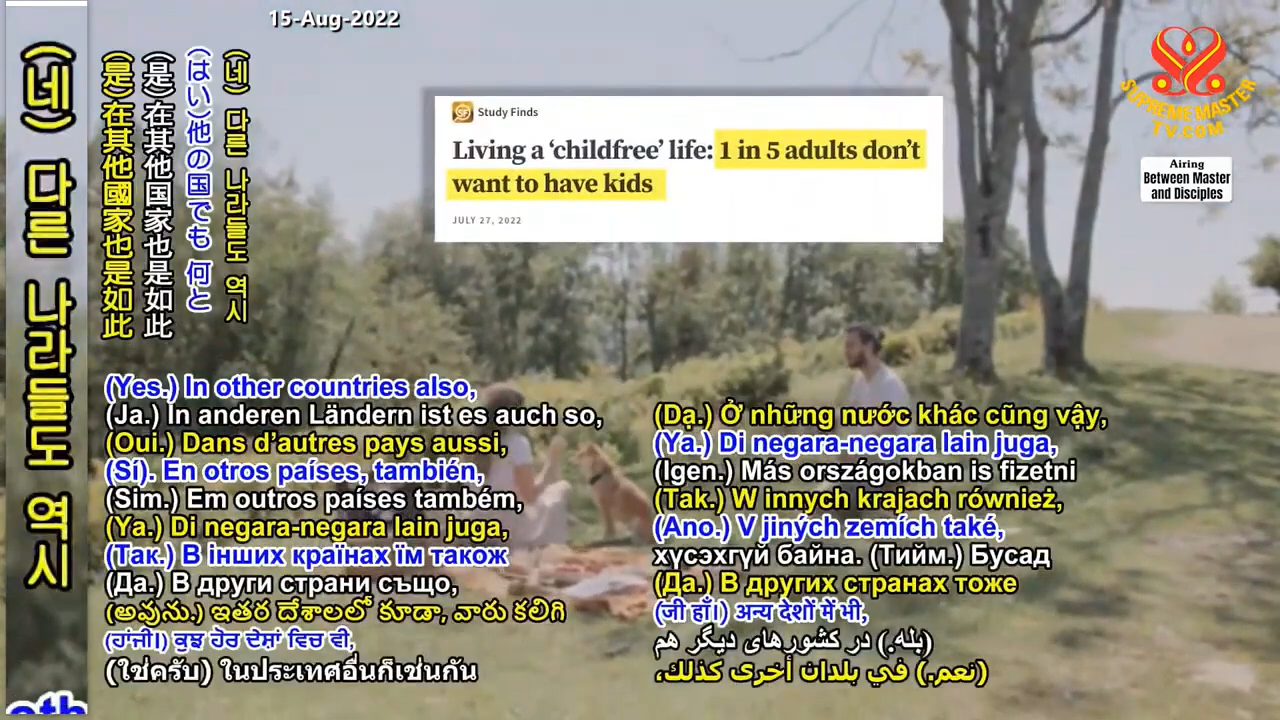 15-Aug-2022
SUPREME MASTER
TV.COM
Airing
Between Master
and Disciples
Study Finds
Living a ‘childfree’ life: 1 in 5 adults don’t
want to have kids
JULY 27, 2022
(네) 다른 나라들도 역시
(네) 다른 나라들도 역시
(はい)他の国でも 何と
(是)在其他国家也是如此
(是)在其他國家也是如此
(Yes.) In other countries also,
(Ja.) In anderen Ländern ist es auch so,
(Oui.) Dans d’autres pays aussi,
(Sí). En otros países, también,
(Sim.) Em outros países também,
(Ya.) Di negara-negara lain juga,
(Так.) В інших країнах їм також
(Да.) В други страни също,
(అవును.) ఇతర దేశాలలో కూడా, వారు కలిగి
(ਹਾਂਜੀ।) ਕੁਝ ਹੋਰ ਦੇਸ਼ਾਂ ਵਿਚ ਵੀ,
(ใช่ครับ) ในประเทศอื่นก็เช่นกัน
(Dạ.) Ở những nước khác cũng vậy,
(Ya.) Di negara-negara lain juga,
(Igen.) Más országokban is fizetni
(Tak.) W innych krajach również,
(Ano.) V jiných zemích také,
хүсэхгүй байна. (Тийм.) Бусад
(Да.) В других странах тоже
(जी हाँ।) अन्य देशों में भी,
(بله.) در کشورهای دیگر هم
(نعم.) في بلدان أخرى كذلك،